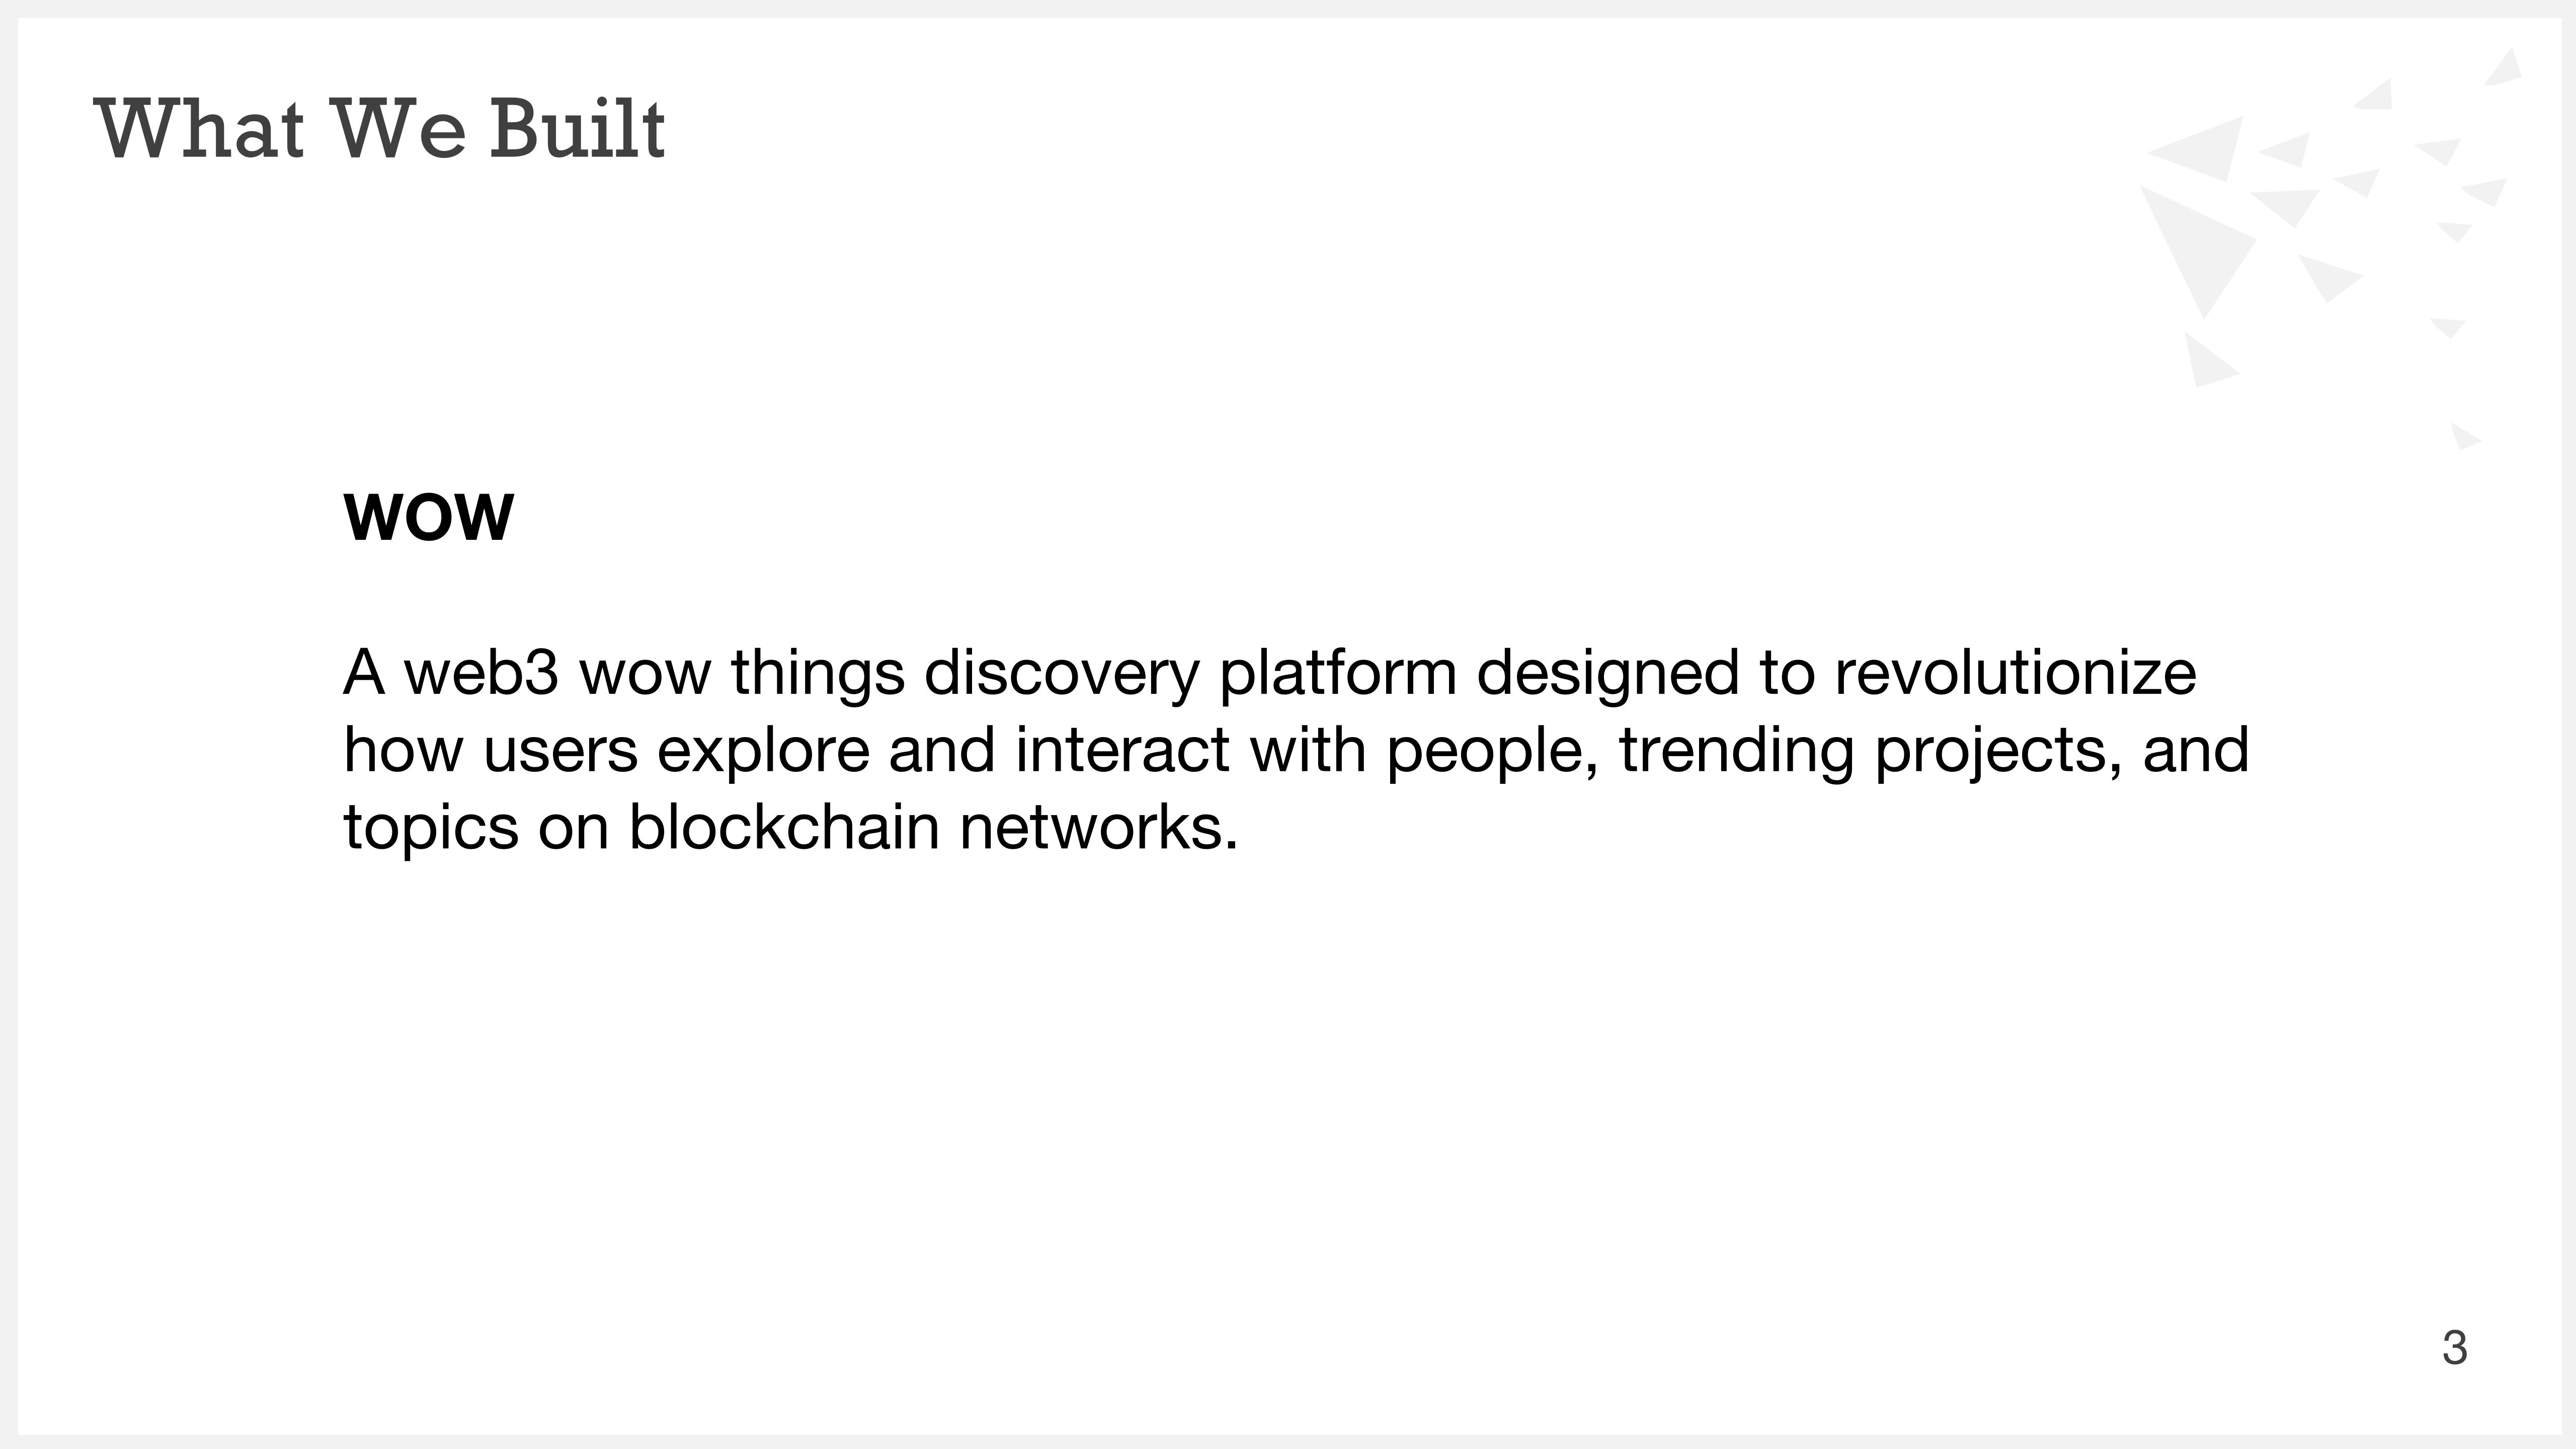 What We Built
WOW
A web3 wow things discovery platform designed to revolutionize
how users explore and interact with people, trending projects, and
topics on blockchain networks.
3